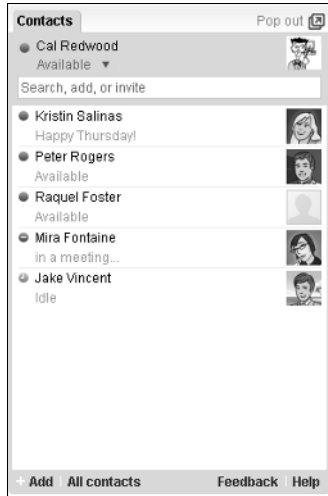 Contacts Pop out
Cal Redwood
Available
Search, add, or invite
Kristin Salinas
Happy Thursday!
Peter Rogers
Available
Raquel Foster
Available
Mira Fontaine
in a meeting...
Jake Vincent
Idle
+ Add All contacts Feedback Help